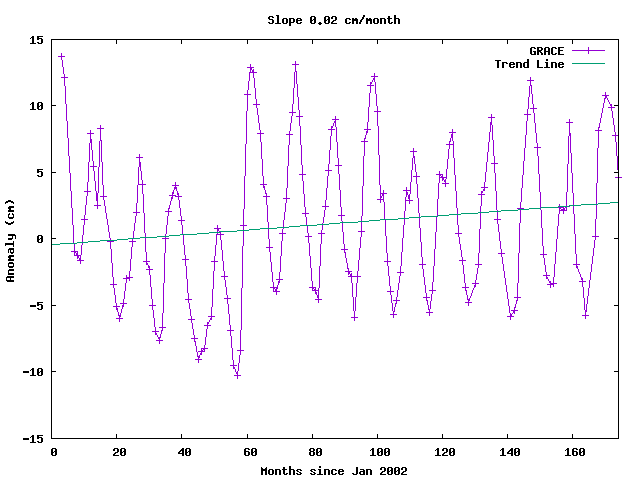 Slope 0.02 cm/month
GRACE
Trend Line
15
10
5
0
-5
-10
-15
Anomaly (cm)
0 20 40 60 80 100 120 140 160
Months since Jan 2002